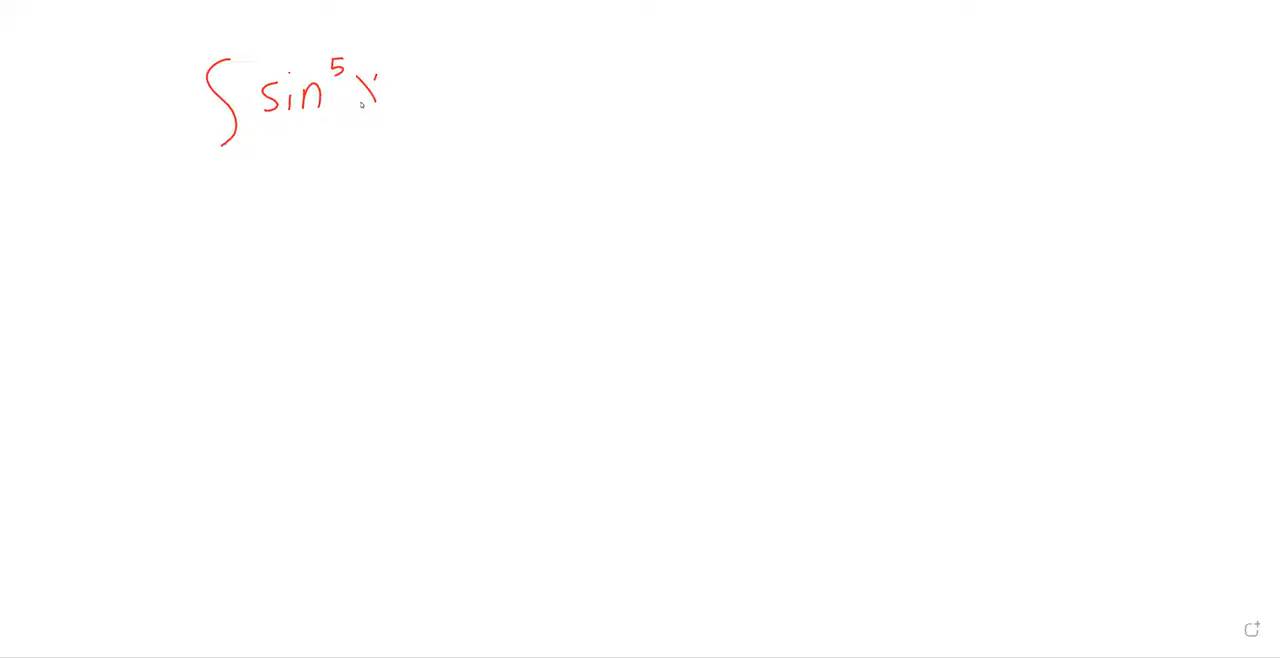 ∫ sin⁵ x